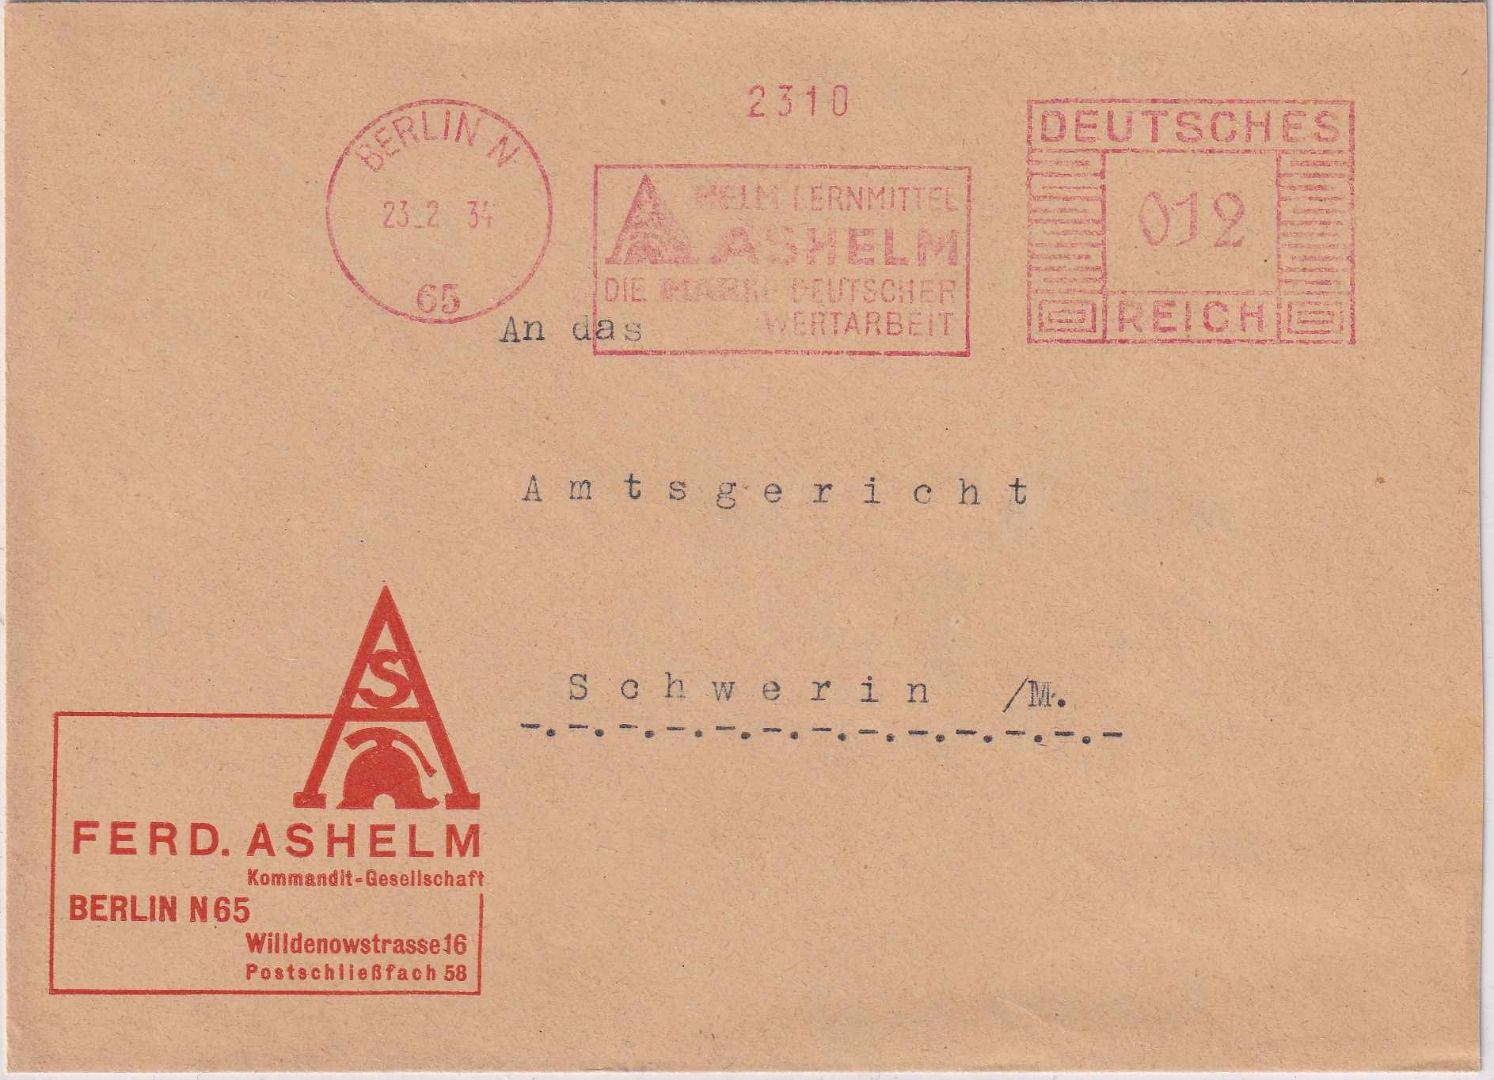 2310
BERLIN N
23.2 34
65
HELM LERNMITTEL
ASHELM
DIE MARKE DEUTSCHER
WERTARBEIT
DEUTSCHES
012
REICH
An das
Amtsgericht
Schwerin /M.
-.-.-.-.-.-.-.-.-.-.-.-.-
AS
FERD. ASHELM
Kommandit-Gesellschaft
BERLIN N65
Willdenowstrasse 16
Postschließfach 58